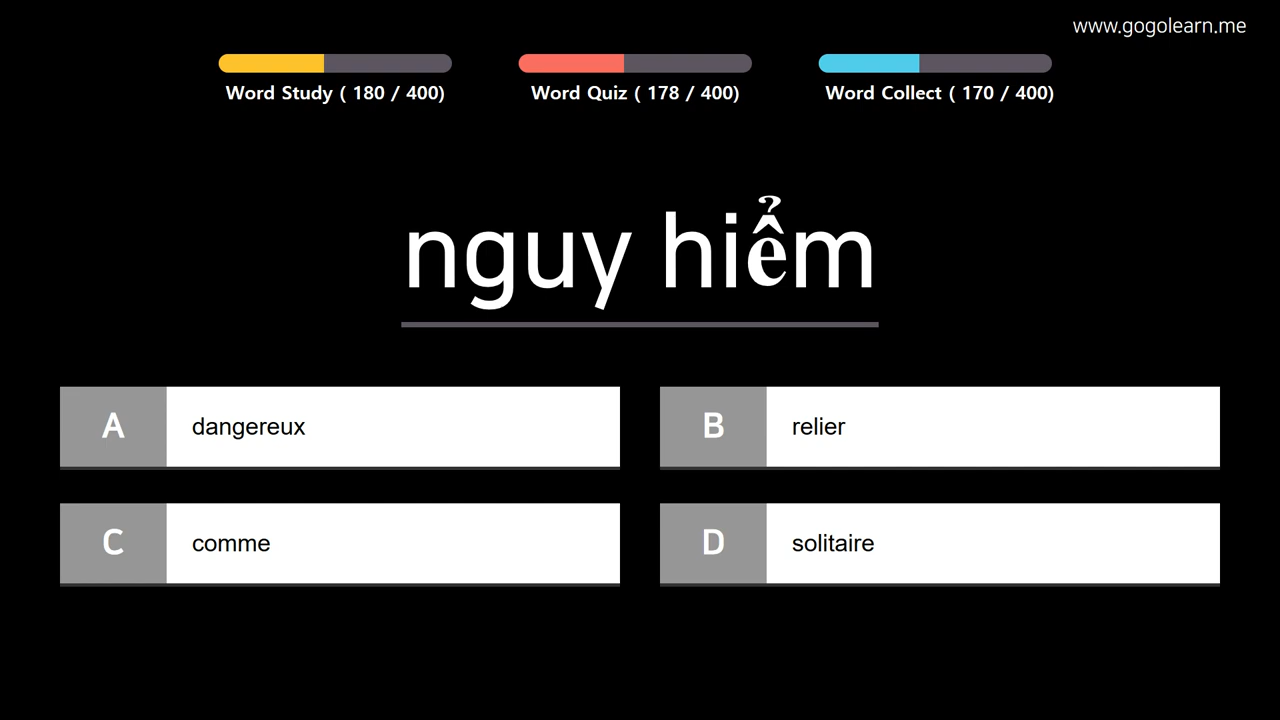 www.gogolearn.me
Word Study ( 180 / 400)
Word Quiz ( 178 / 400)
Word Collect ( 170 / 400)
nguy hiểm
A dangereux
B relier
C comme
D solitaire